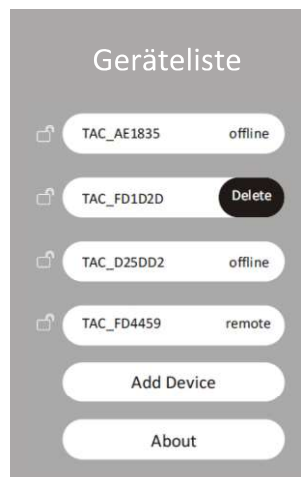 Geräteliste
TAC_AE1835 offline
TAC_FD1D2D Delete
TAC_D25DD2 offline
TAC_FD4459 remote
Add Device
About